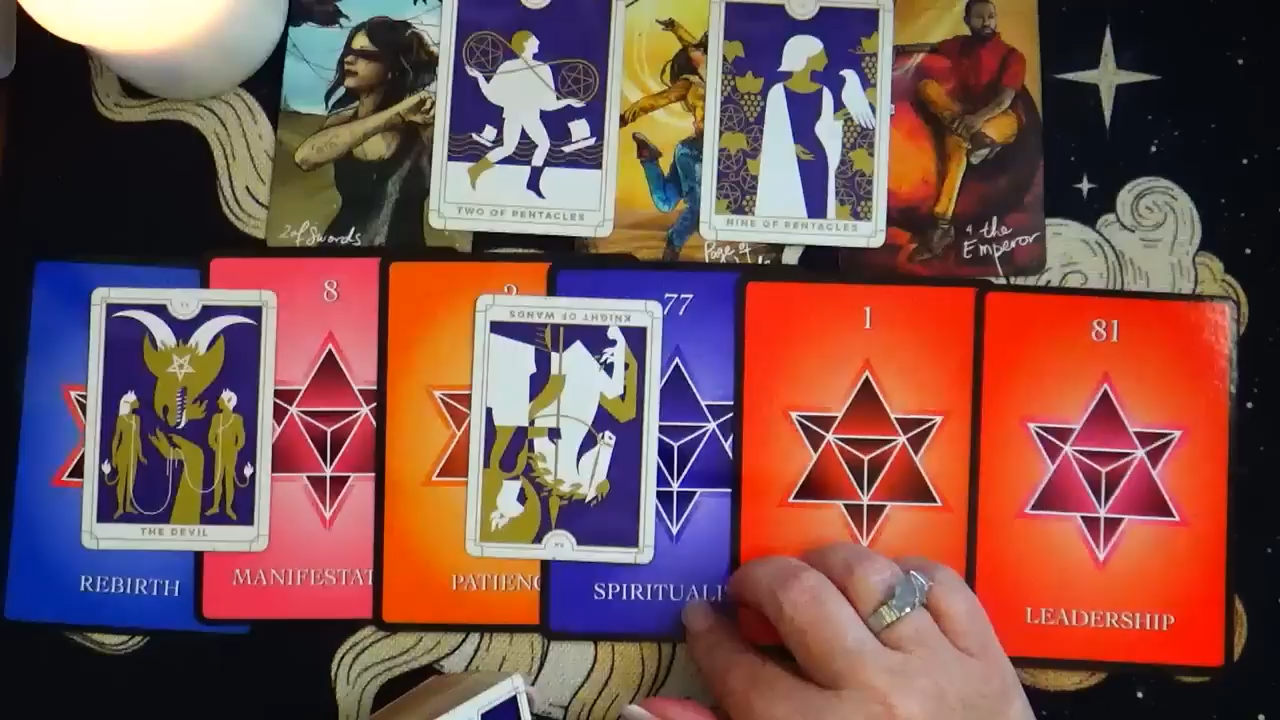 2 of Swords
TWO OF PENTACLES
Page of
NINE OF PENTACLES
4 the
Emperor
REBIRTH
THE DEVIL
8
MANIFESTAT
PATIENC
KNIGHT OF WANDS
77
SPIRITUALI
1
81
LEADERSHIP